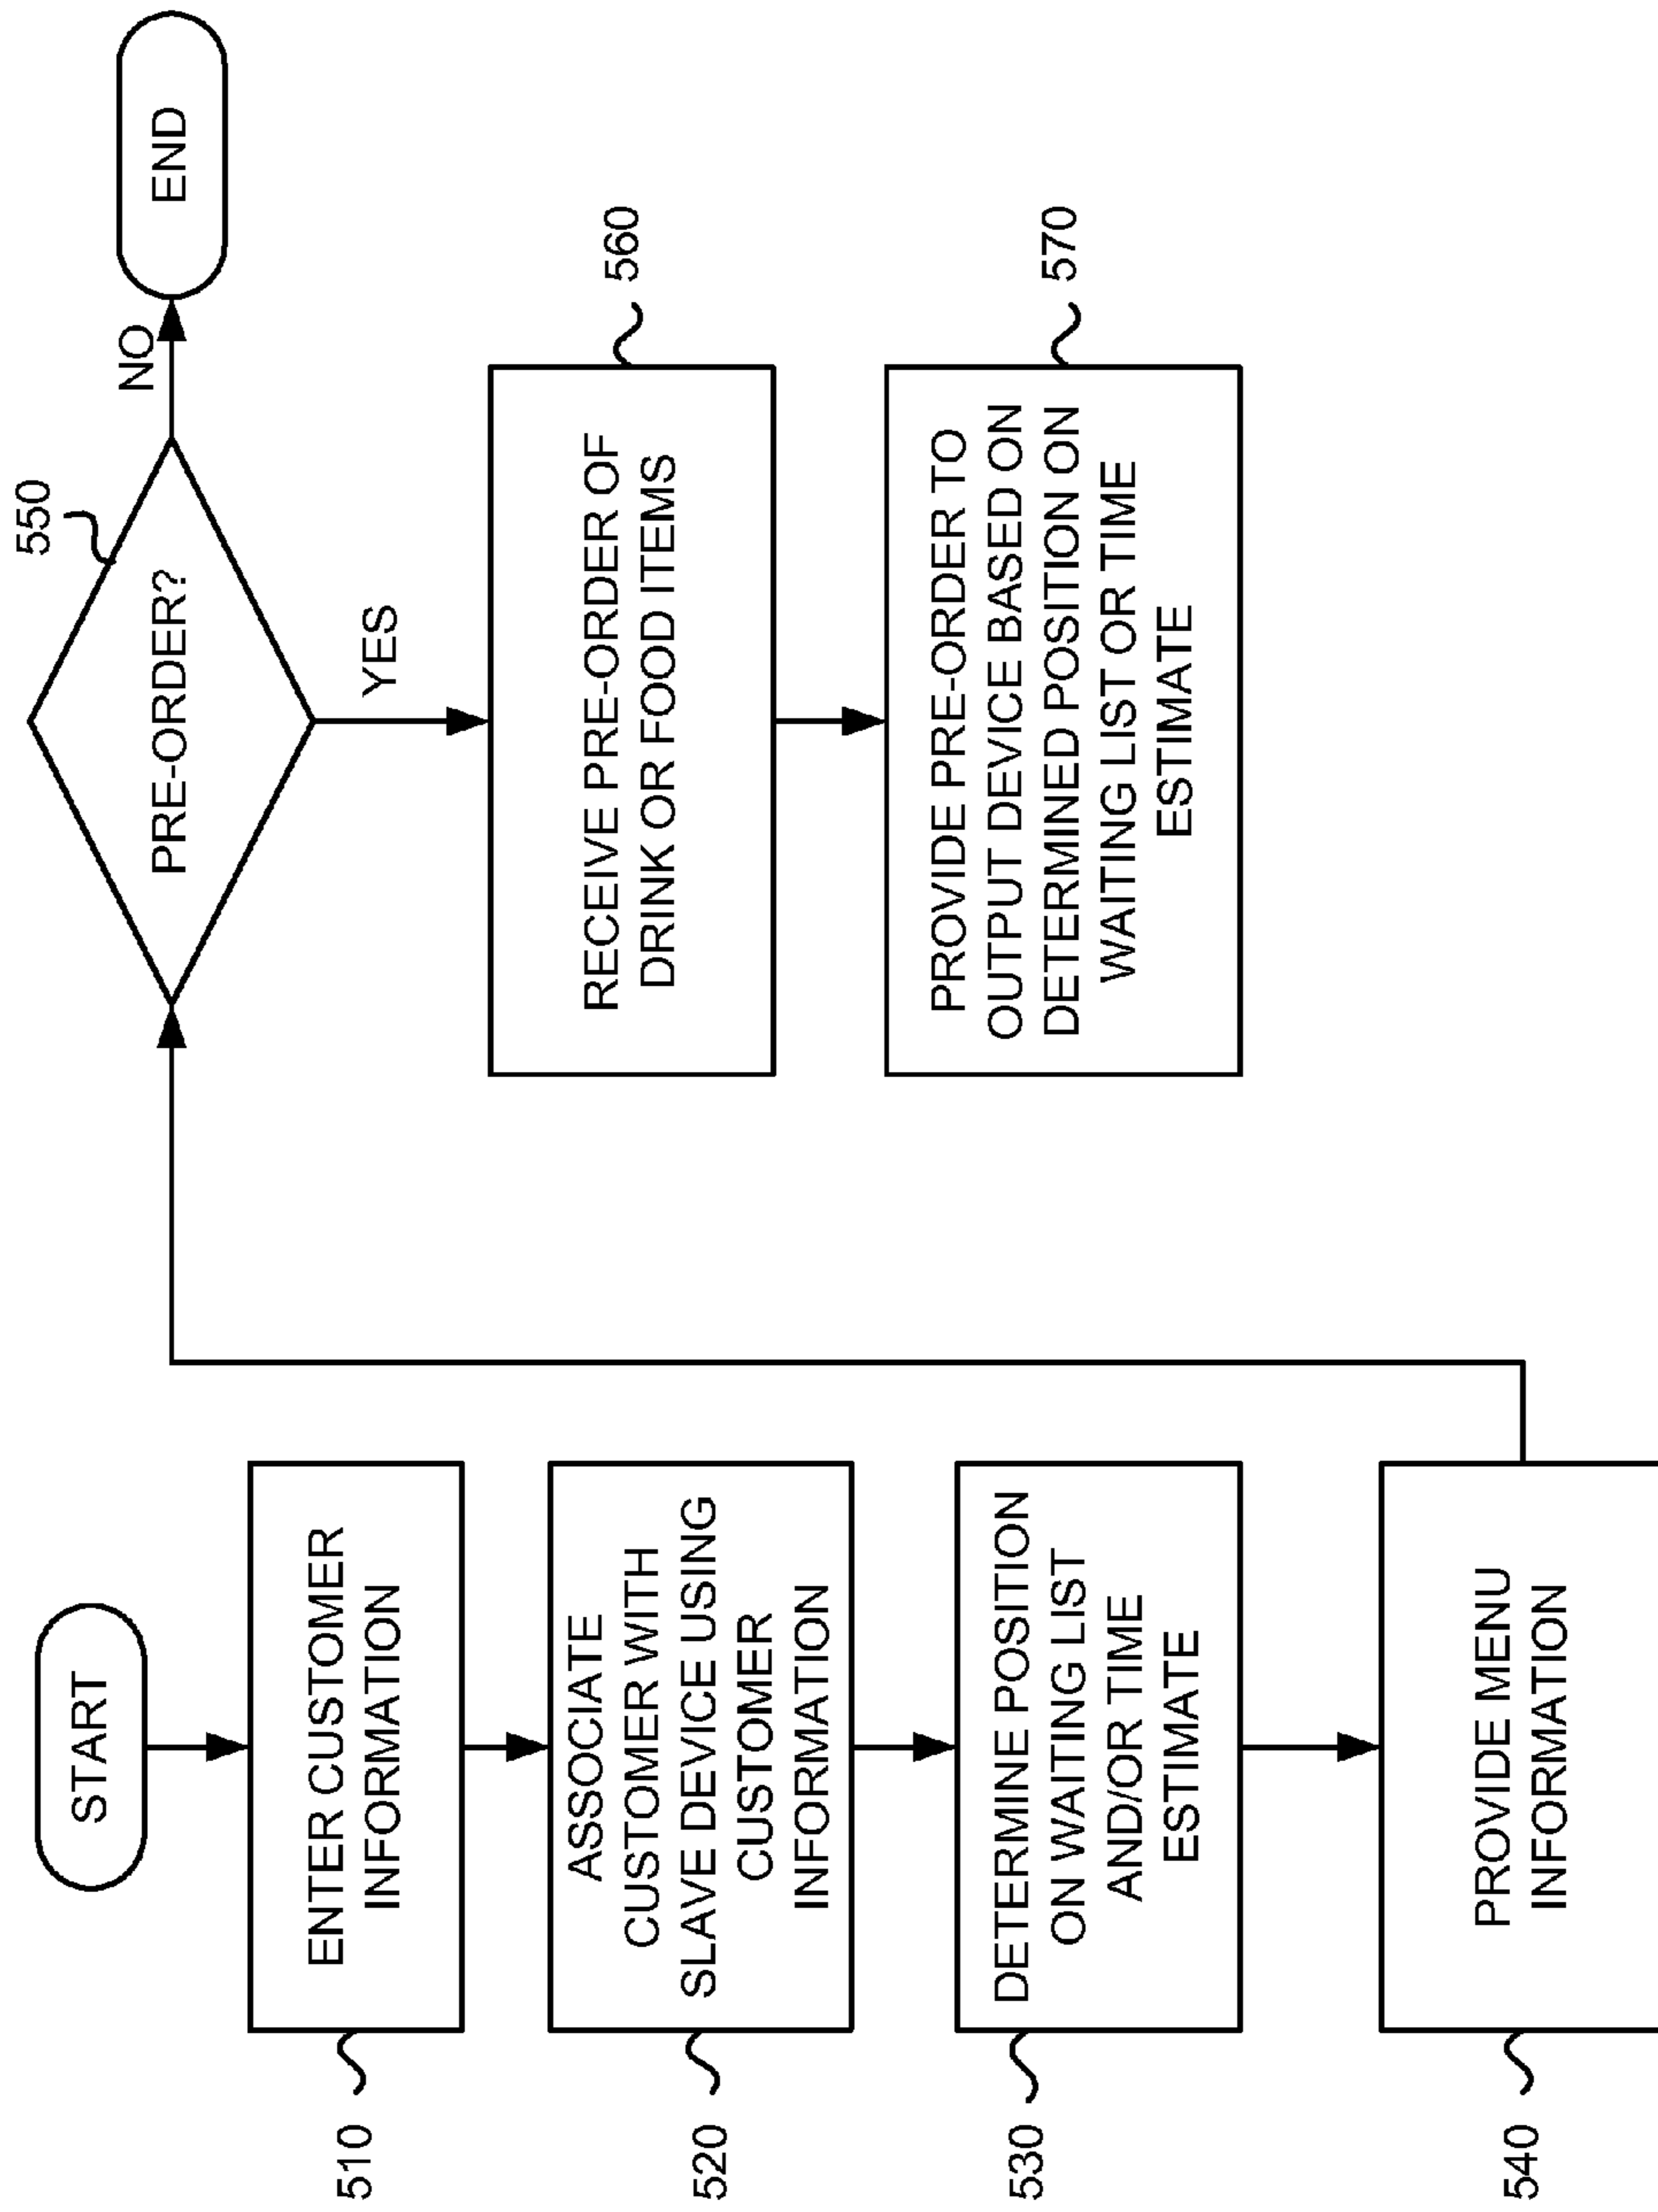 START
510
ENTER CUSTOMER
INFORMATION
520
ASSOCIATE
CUSTOMER WITH
SLAVE DEVICE USING
CUSTOMER
INFORMATION
530
DETERMINE POSITION
ON WAITING LIST
AND/OR TIME
ESTIMATE
540
PROVIDE MENU
INFORMATION
550
PRE-ORDER?
NO
END
YES
560
RECEIVE PRE-ORDER OF
DRINK OR FOOD ITEMS
570
PROVIDE PRE-ORDER TO
OUTPUT DEVICE BASED ON
DETERMINED POSITION ON
WAITING LIST OR TIME
ESTIMATE